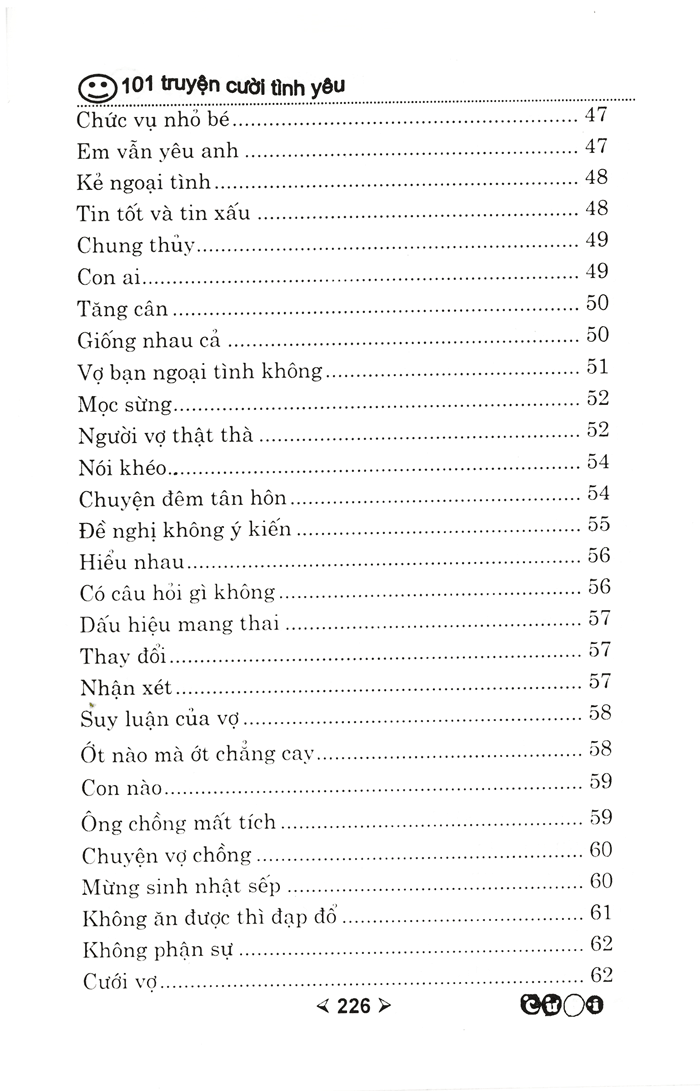 101 truyện cười tình yêu
Chức vụ nhỏ bé.................................................. 47
Em vẫn yêu anh ................................................ 47
Kẻ ngoại tình.................................................... 48
Tin tốt và tin xấu .............................................. 48
Chung thủy....................................................... 49
Con ai............................................................... 49
Tăng cân ........................................................... 50
Giống nhau cả ................................................... 50
Vợ bạn ngoại tình không..................................... 51
Mọc sừng........................................................... 52
Người vợ thật thà ............................................... 52
Nói khéo............................................................ 54
Chuyện đêm tân hôn........................................... 54
Đề nghị không ý kiến .......................................... 55
Hiểu nhau.......................................................... 56
Có câu hỏi gì không............................................. 56
Dấu hiệu mang thai ............................................ 57
Thay đổi............................................................ 57
Nhận xét........................................................... 57
Suy luận của vợ.................................................. 58
Ớt nào mà ớt chẳng cay....................................... 58
Con nào............................................................. 59
Ông chồng mất tích ............................................ 59
Chuyện vợ chồng ................................................ 60
Mừng sinh nhật sếp ............................................ 60
Không ăn được thì đạp đổ.................................... 61
Không phận sự ................................................... 62
Cưới vợ.............................................................. 62
226
Cười